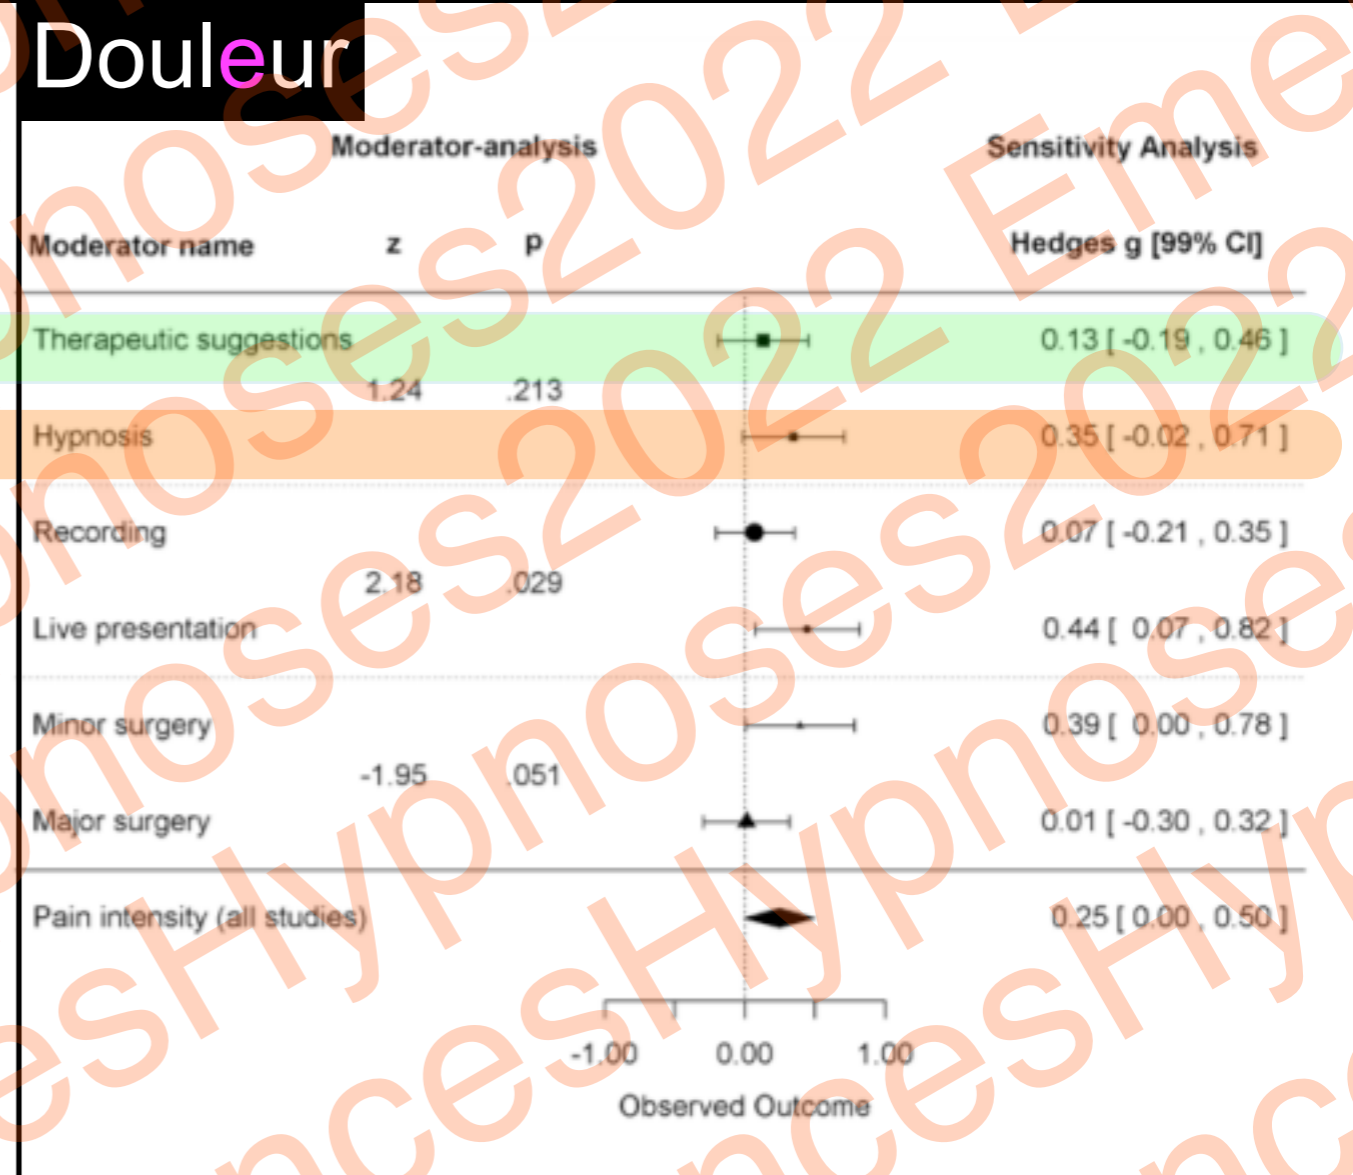 Douleur
Moderator-analysis Sensitivity Analysis
Moderator name z p Hedges g [99% CI]
Therapeutic suggestions 0.13 [ -0.19 , 0.46 ]
1.24 .213
Hypnosis 0.35 [ -0.02 , 0.71 ]
Recording 0.07 [ -0.21 , 0.35 ]
2.18 .029
Live presentation 0.44 [ 0.07 , 0.82 ]
Minor surgery 0.39 [ 0.00 , 0.78 ]
-1.95 .051
Major surgery 0.01 [ -0.30 , 0.32 ]
Pain intensity (all studies) 0.25 [ 0.00 , 0.50 ]
-1.00 0.00 1.00
Observed Outcome